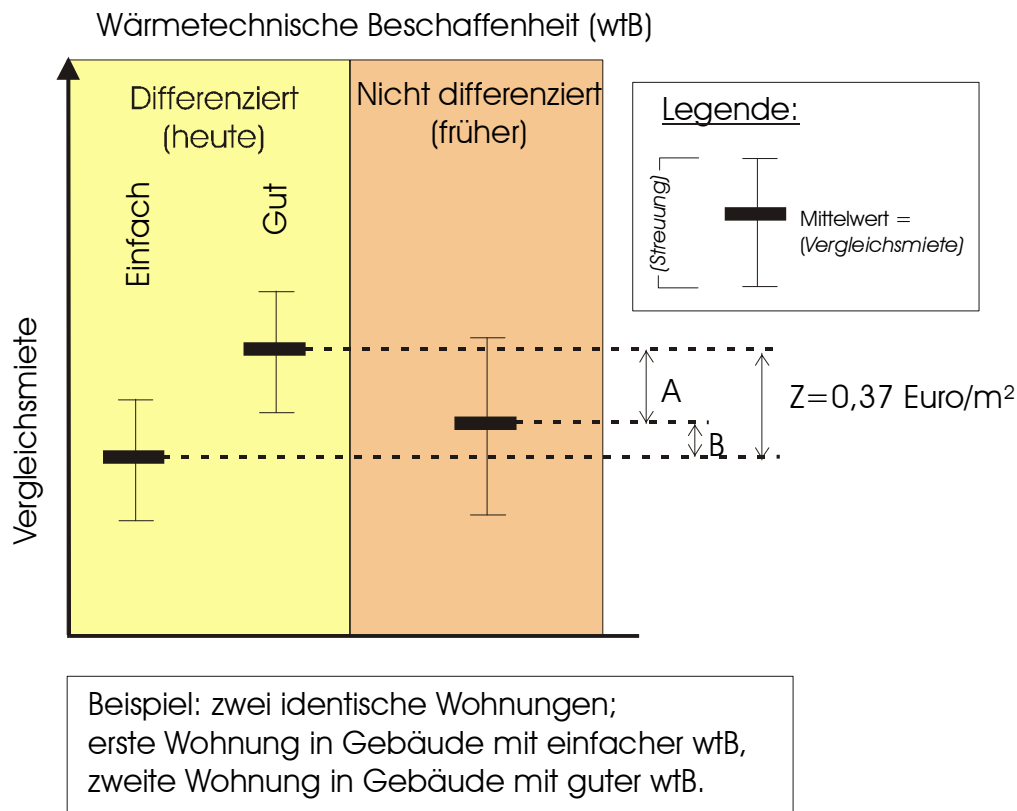 Wärmetechnische Beschaffenheit (wtB)
Differenziert
(heute)
Nicht differenziert
(früher)
Einfach
Gut
Legende:
(Streuung)
Mittelwert =
(Vergleichsmiete)
Vergleichsmiete
A
B
Z=0,37 Euro/m²
Beispiel: zwei identische Wohnungen;
erste Wohnung in Gebäude mit einfacher wtB,
zweite Wohnung in Gebäude mit guter wtB.